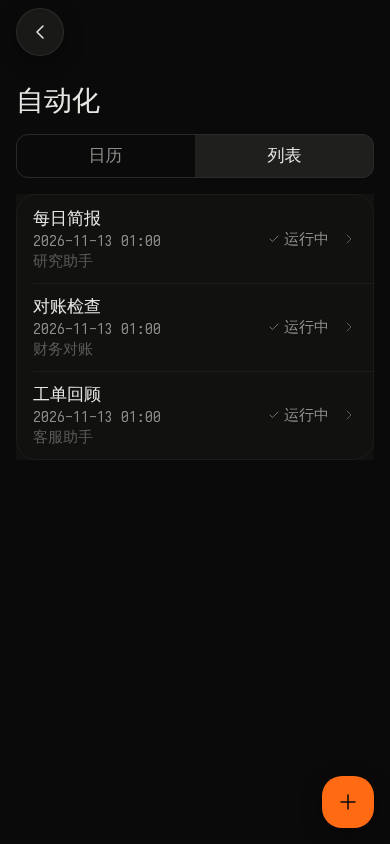 自动化
日历
列表
每日简报
2026-11-13 01:00
研究助手
运行中
对账检查
2026-11-13 01:00
财务对账
运行中
工单回顾
2026-11-13 01:00
客服助手
运行中